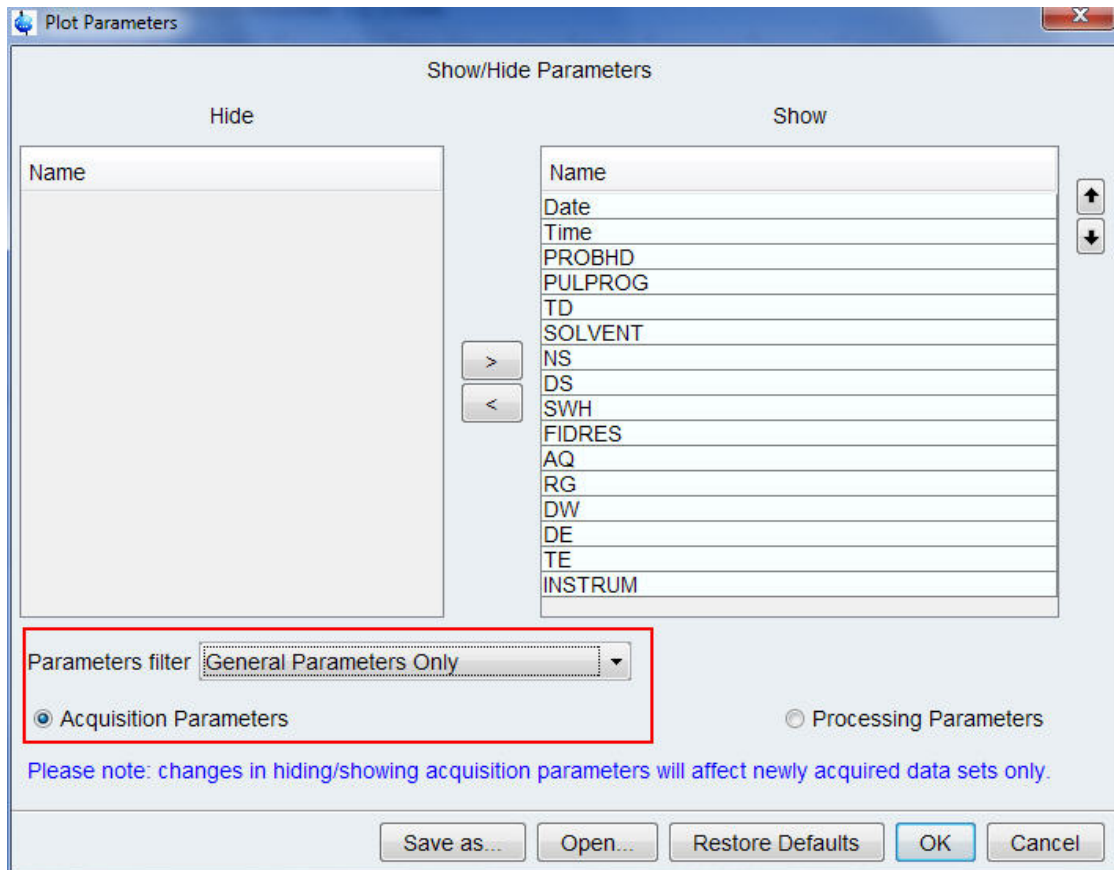 Plot Parameters
Show/Hide Parameters
Hide
Show
Name
Name
Date
Time
PROBHD
PULPROG
TD
SOLVENT
NS
DS
SWH
FIDRES
AQ
RG
DW
DE
TE
INSTRUM
>
<
Parameters filter General Parameters Only
Acquisition Parameters
Processing Parameters
Please note: changes in hiding/showing acquisition parameters will affect newly acquired data sets only.
Save as... Open... Restore Defaults OK Cancel